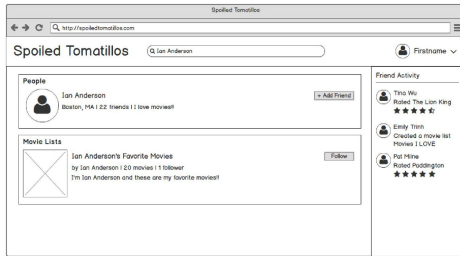 Spoiled Tomatillos
http://spoiledtomatillos.com
Spoiled Tomatillos
Ian Anderson
Firstname
People
Ian Anderson
Boston, MA | 22 friends | I love movies!!
+ Add Friend
Movie Lists
Ian Anderson's Favorite Movies
by Ian Anderson | 20 movies | 1 follower
I'm Ian Anderson and these are my favorite movies!!
Follow
Friend Activity
Tina Wu
Rated The Lion King
Emily Trinh
Created a movie list
Movies I LOVE
Pat Milne
Rated Paddington